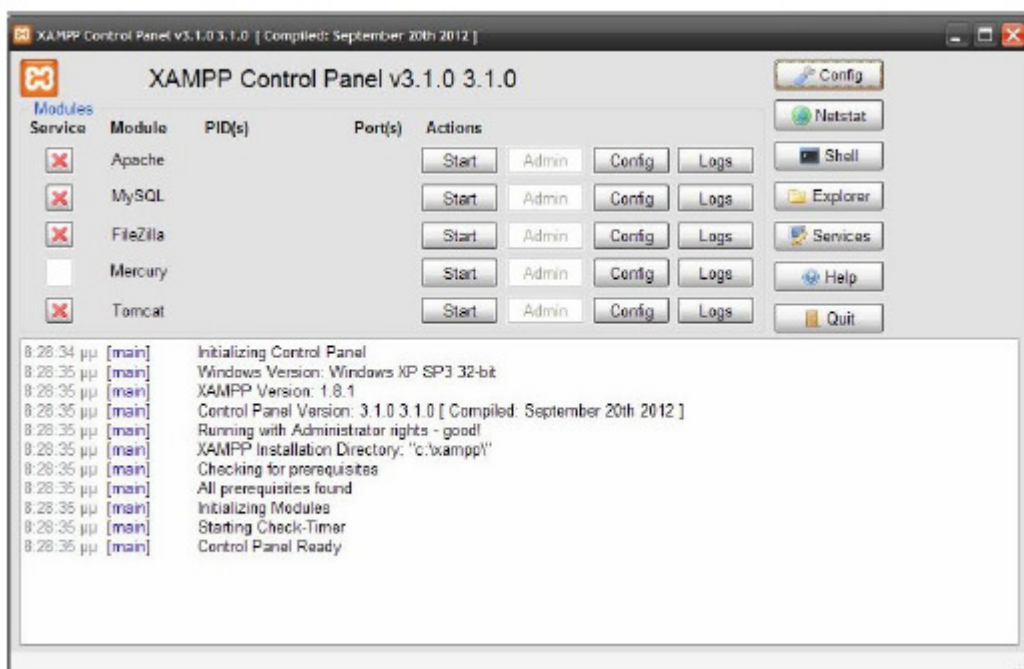 XAMPP Control Panel v3.1.0 3.1.0 [ Compiled: September 20th 2012 ]
XAMPP Control Panel v3.1.0 3.1.0
Config
Modules
Service Module PID(s) Port(s) Actions
Netstat
Apache Start Admin Config Logs
Shell
MySQL Start Admin Config Logs
Explorer
FileZilla Start Admin Config Logs
Services
Mercury Start Admin Config Logs
Help
Tomcat Start Admin Config Logs
Quit
8:28:34 μμ [main] Initializing Control Panel
8:28:35 μμ [main] Windows Version: Windows XP SP3 32-bit
8:28:35 μμ [main] XAMPP Version: 1.8.1
8:28:35 μμ [main] Control Panel Version: 3.1.0 3.1.0 [ Compiled: September 20th 2012 ]
8:28:35 μμ [main] Running with Administrator rights - good!
8:28:35 μμ [main] XAMPP Installation Directory: "c:\xampp\"
8:28:35 μμ [main] Checking for prerequisites
8:28:35 μμ [main] All prerequisites found
8:28:35 μμ [main] Initializing Modules
8:28:35 μμ [main] Starting Check-Timer
8:28:35 μμ [main] Control Panel Ready